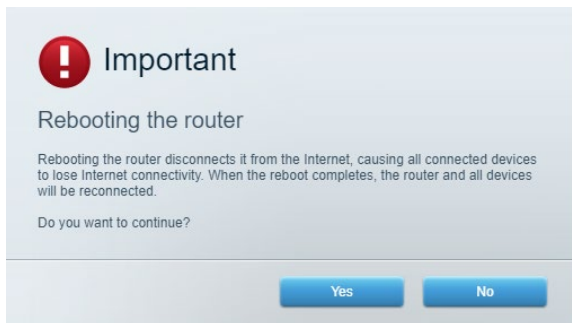 Important
Rebooting the router
Rebooting the router disconnects it from the Internet, causing all connected devices
to lose Internet connectivity. When the reboot completes, the router and all devices
will be reconnected.
Do you want to continue?
Yes No